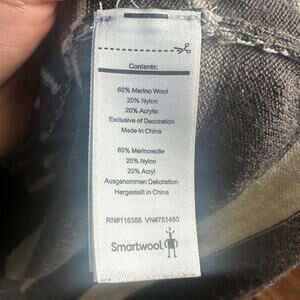 Contents:
60% Merino Wool
20% Nylon
20% Acrylic
Exclusive of Decoration
Made in China
60% Merinowolle
20% Nylon
20% Acryl
Ausgenommen Dekoration
Hergestellt in China
RN#116388 VN#751460
Smartwool